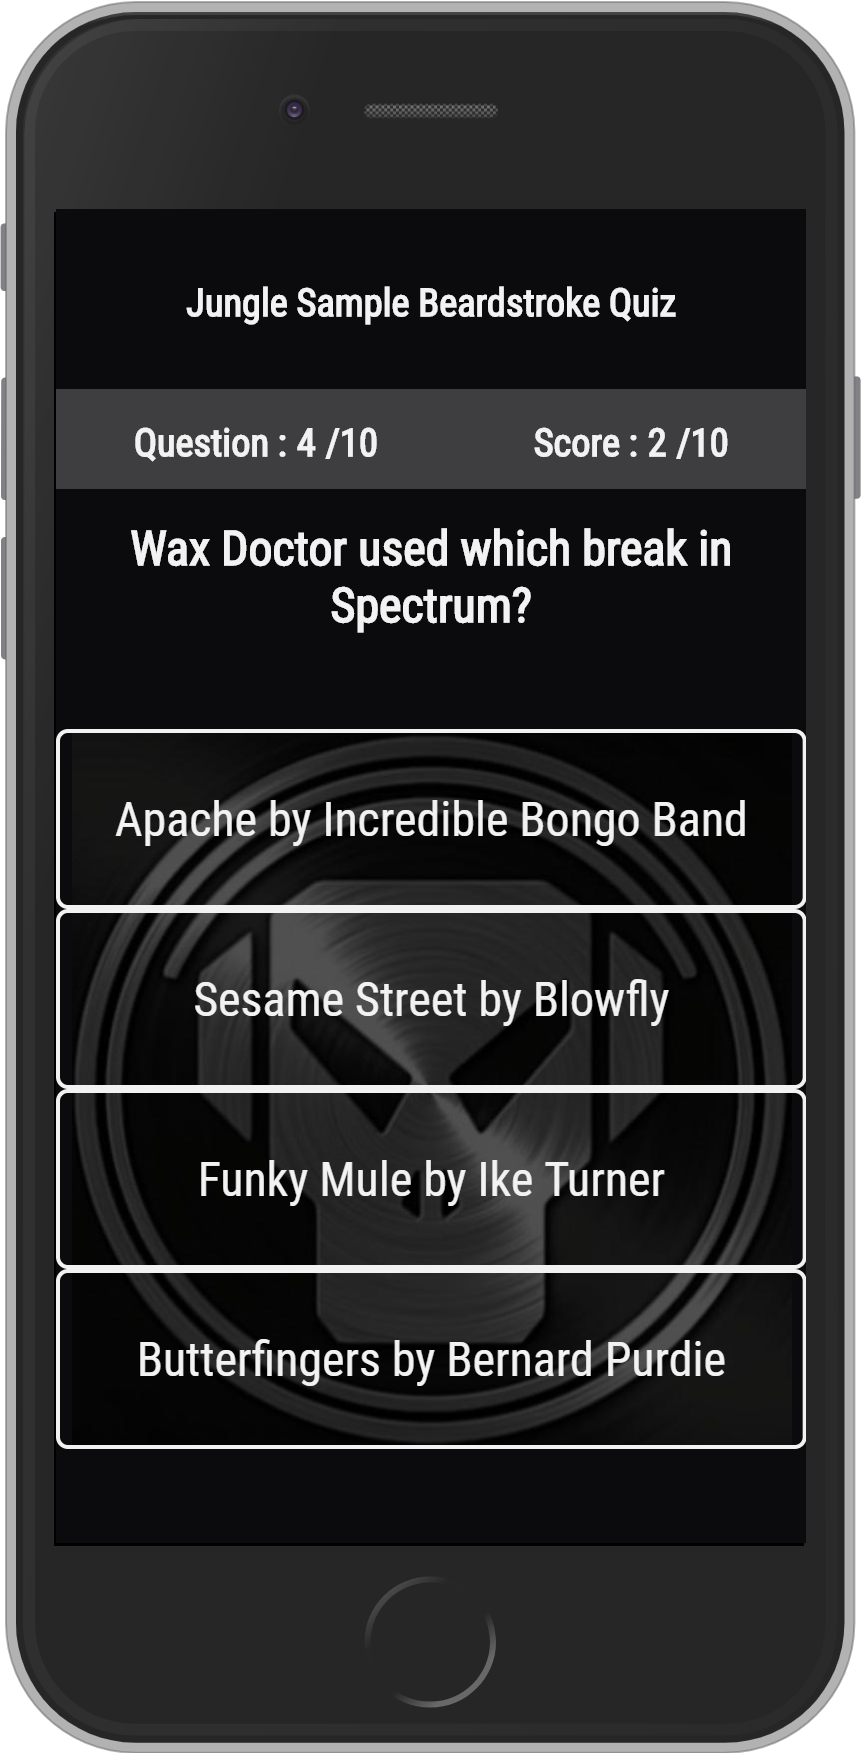 Jungle Sample Beardstroke Quiz
Question : 4 /10
Score : 2 /10
Wax Doctor used which break in
Spectrum?
Apache by Incredible Bongo Band
Sesame Street by Blowfly
Funky Mule by Ike Turner
Butterfingers by Bernard Purdie